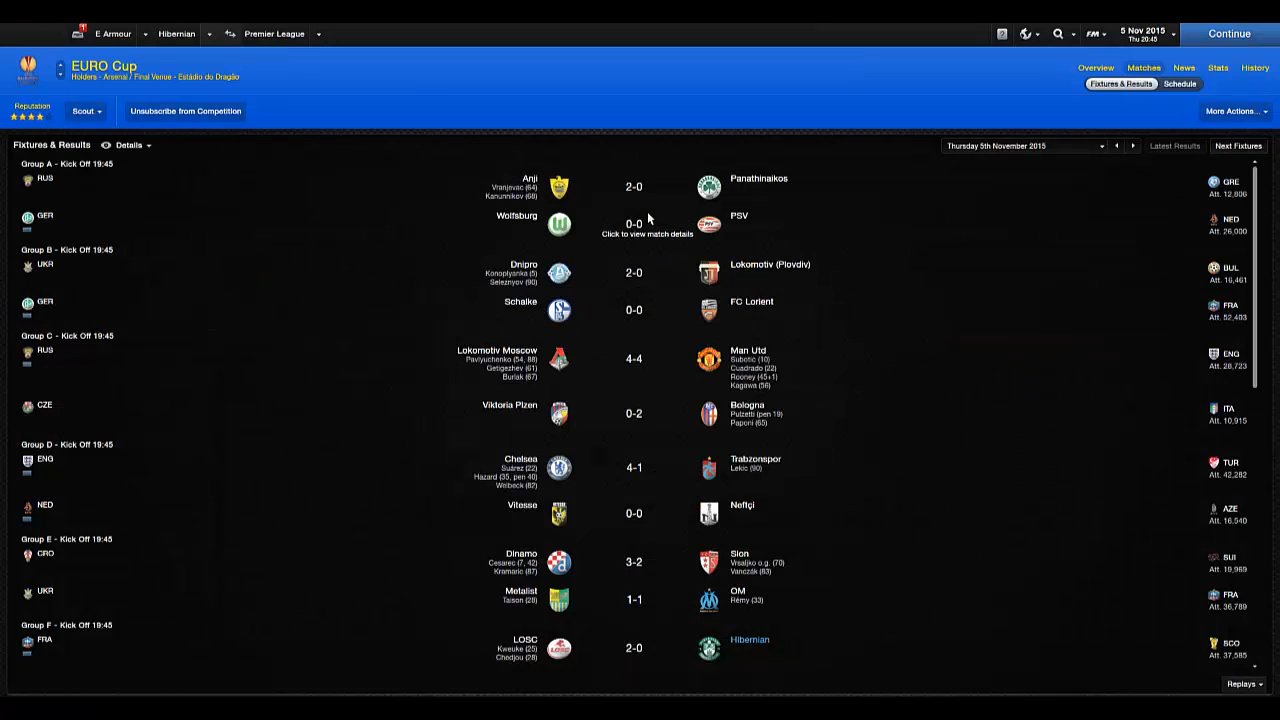 1 E Armour Hibernian Premier League FM 5 Nov 2015 Continue
Thu 20:45
EURO Cup
Holders - Arsenal / Final Venue - Estádio do Dragão
Overview Matches News Stats History
Fixtures & Results Schedule
Reputation
Scout Unsubscribe from Competition More Actions...
Fixtures & Results Details Thursday 5th November 2015 Latest Results Next Fixtures
Group A - Kick Off 19:45
RUS Anji 2-0 Panathinaikos GRE
Vranjevac (64) Att. 12,806
Kanunnikov (68)
GER Wolfsburg 0-0 PSV NED
Click to view match details Att. 26,000
Group B - Kick Off 19:45
UKR Dnipro 2-0 Lokomotiv (Plovdiv) BUL
Konoplyanka (5) Att. 16,461
Seleznyov (90)
GER Schalke 0-0 FC Lorient FRA
Att. 52,403
Group C - Kick Off 19:45
RUS Lokomotiv Moscow 4-4 Man Utd ENG
Pavlyuchenko (54, 88) Subotic (10) Att. 28,723
Getigezhev (61) Cuadrado (22)
Burlak (67) Rooney (45+1)
Kagawa (56)
CZE Viktoria Plzen 0-2 Bologna ITA
Pulzetti (pen 19) Att. 10,915
Paponi (65)
Group D - Kick Off 19:45
ENG Chelsea 4-1 Trabzonspor TUR
Suárez (22) Lekic (90) Att. 42,282
Hazard (35, pen 40)
Welbeck (82)
NED Vitesse 0-0 Neftçi AZE
Att. 16,540
Group E - Kick Off 19:45
CRO Dinamo 3-2 Sion SUI
Cesarec (7, 42) Vrsaljko o.g. (70) Att. 19,969
Kramaric (87) Vanczák (83)
UKR Metalist 1-1 OM FRA
Taison (28) Rémy (33) Att. 36,789
Group F - Kick Off 19:45
FRA LOSC 2-0 Hibernian SCO
Kweuke (25) Att. 37,585
Chedjou (28)
Replays